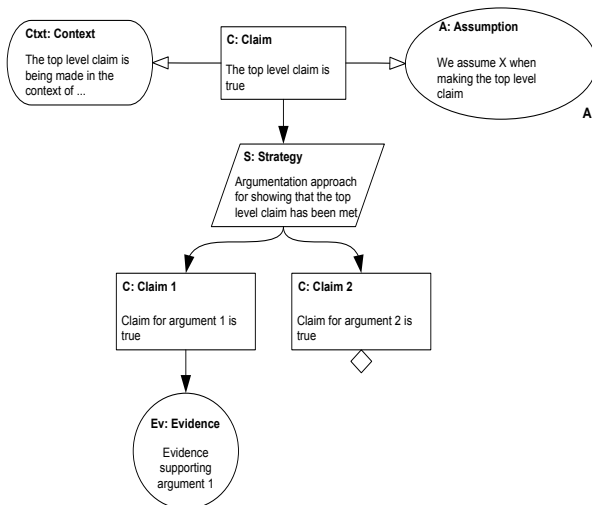 Ctxt: Context
The top level claim is
being made in the
context of ...
C: Claim
The top level claim is
true
A: Assumption
We assume X when
making the top level
claim
A
S: Strategy
Argumentation approach
for showing that the top
level claim has been met
C: Claim 1
Claim for argument 1 is
true
C: Claim 2
Claim for argument 2 is
true
Ev: Evidence
Evidence
supporting
argument 1